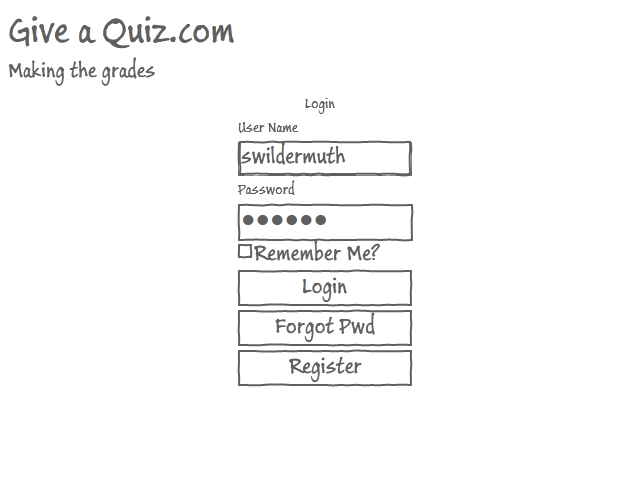 Give a Quiz.com
Making the grades
Login
User Name
swildermuth
Password
●●●●●●
Remember Me?
Login
Forgot Pwd
Register